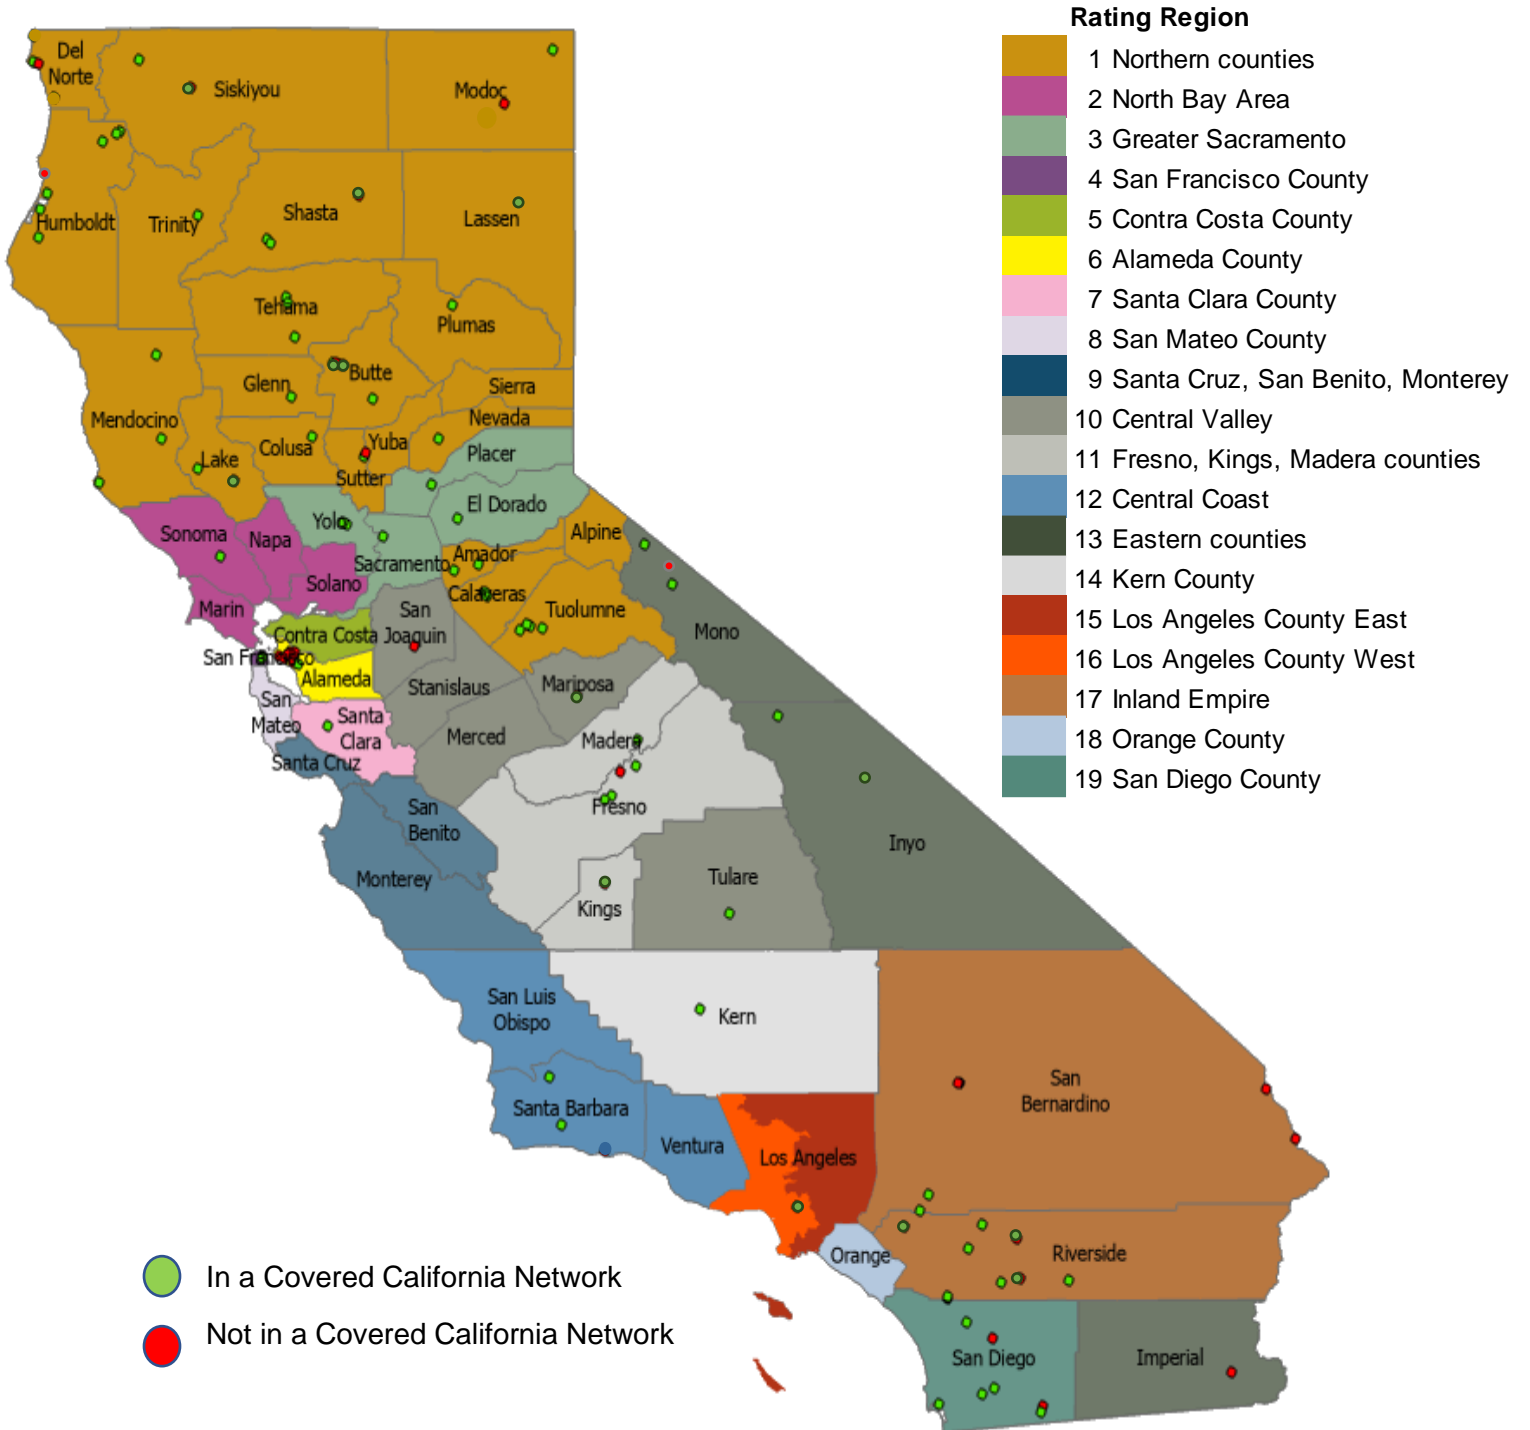 Rating Region
1 Northern counties
2 North Bay Area
3 Greater Sacramento
4 San Francisco County
5 Contra Costa County
6 Alameda County
7 Santa Clara County
8 San Mateo County
9 Santa Cruz, San Benito, Monterey
10 Central Valley
11 Fresno, Kings, Madera counties
12 Central Coast
13 Eastern counties
14 Kern County
15 Los Angeles County East
16 Los Angeles County West
17 Inland Empire
18 Orange County
19 San Diego County
Del
Norte
Siskiyou
Modoc
Humboldt
Trinity
Shasta
Lassen
Tehama
Plumas
Glenn
Butte
Sierra
Mendocino
Nevada
Colusa
Yuba
Lake
Placer
Sutter
El Dorado
Yolo
Sonoma
Napa
Alpine
Sacramento
Amador
Solano
Calaveras
Marin
San
Joaquin
Tuolumne
Mono
Contra Costa
San Francisco
Alameda
Stanislaus
Mariposa
San
Mateo
Santa
Clara
Merced
Madera
Santa Cruz
San
Benito
Fresno
Inyo
Monterey
Tulare
Kings
San Luis
Obispo
Kern
San
Bernardino
Santa Barbara
Ventura
Los Angeles
Orange
Riverside
San Diego
Imperial
In a Covered California Network
Not in a Covered California Network